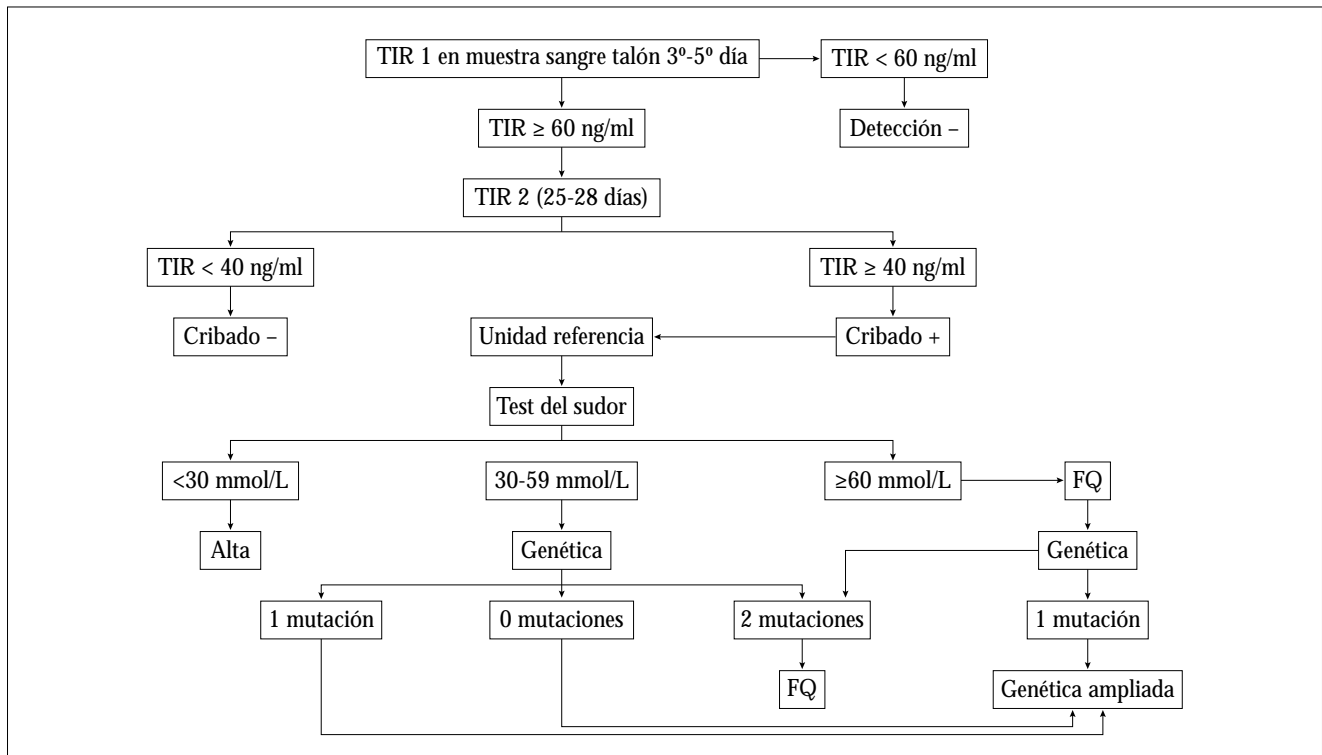 TIR 1 en muestra sangre talón 3º-5º día
TIR < 60 ng/ml
TIR ≥ 60 ng/ml
Detección –
TIR 2 (25-28 días)
TIR < 40 ng/ml
TIR ≥ 40 ng/ml
Cribado –
Unidad referencia
Cribado +
Test del sudor
<30 mmol/L
30-59 mmol/L
≥60 mmol/L
FQ
Alta
Genética
Genética
1 mutación
0 mutaciones
2 mutaciones
1 mutación
FQ
Genética ampliada